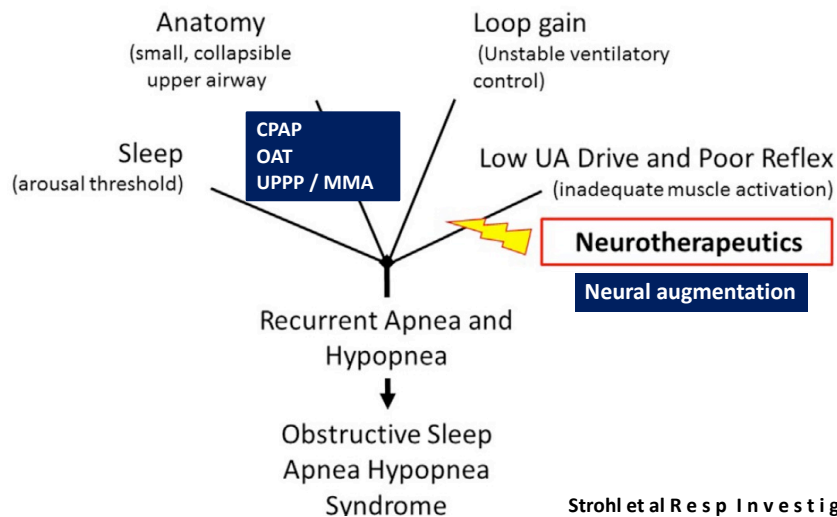 Anatomy
(small, collapsible
upper airway
Loop gain
(Unstable ventilatory
control)
CPAP
OAT
UPPP / MMA
Sleep
(arousal threshold)
Low UA Drive and Poor Reflex
(inadequate muscle activation)
Neurotherapeutics
Neural augmentation
Recurrent Apnea and
Hypopnea
Obstructive Sleep
Apnea Hypopnea
Syndrome
Strohl et al R e s p I n v e s t i g